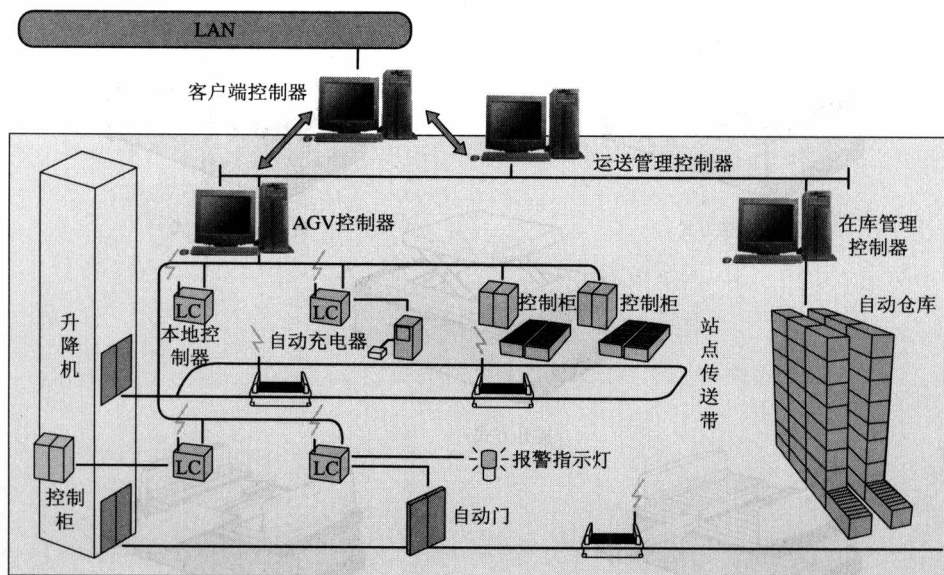 LAN
客户端控制器
运送管理控制器
AGV控制器
在库管理
控制器
LC
本地控
制器
LC
自动充电器
控制柜
控制柜
自动仓库
站点传送带
升降机
LC
LC
报警指示灯
控制
柜
自动门